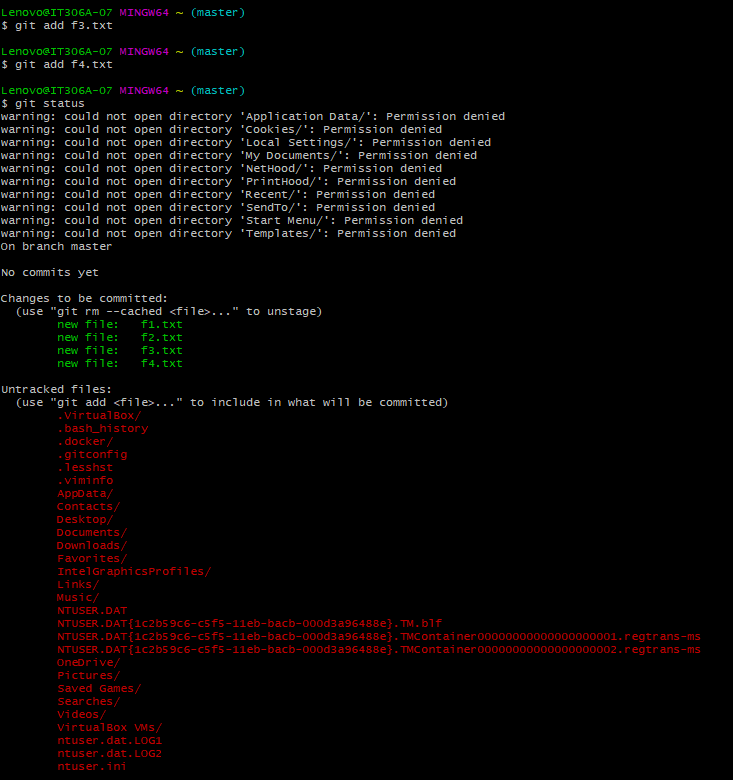 Lenovo@IT306A-07 MINGW64 ~ (master)
$ git add f3.txt

Lenovo@IT306A-07 MINGW64 ~ (master)
$ git add f4.txt

Lenovo@IT306A-07 MINGW64 ~ (master)
$ git status
warning: could not open directory 'Application Data/': Permission denied
warning: could not open directory 'Cookies/': Permission denied
warning: could not open directory 'Local Settings/': Permission denied
warning: could not open directory 'My Documents/': Permission denied
warning: could not open directory 'NetHood/': Permission denied
warning: could not open directory 'PrintHood/': Permission denied
warning: could not open directory 'Recent/': Permission denied
warning: could not open directory 'SendTo/': Permission denied
warning: could not open directory 'Start Menu/': Permission denied
warning: could not open directory 'Templates/': Permission denied
On branch master

No commits yet

Changes to be committed:
  (use "git rm --cached <file>..." to unstage)
        new file:   f1.txt
        new file:   f2.txt
        new file:   f3.txt
        new file:   f4.txt

Untracked files:
  (use "git add <file>..." to include in what will be committed)
        .VirtualBox/
        .bash_history
        .docker/
        .gitconfig
        .lesshst
        .viminfo
        AppData/
        Contacts/
        Desktop/
        Documents/
        Downloads/
        Favorites/
        IntelGraphicsProfiles/
        Links/
        Music/
        NTUSER.DAT
        NTUSER.DAT{1c2b59c6-c5f5-11eb-bacb-000d3a96488e}.TM.blf
        NTUSER.DAT{1c2b59c6-c5f5-11eb-bacb-000d3a96488e}.TMContainer00000000000000000001.regtrans-ms
        NTUSER.DAT{1c2b59c6-c5f5-11eb-bacb-000d3a96488e}.TMContainer00000000000000000002.regtrans-ms
        OneDrive/
        Pictures/
        Saved Games/
        Searches/
        Videos/
        VirtualBox VMs/
        ntuser.dat.LOG1
        ntuser.dat.LOG2
        ntuser.ini